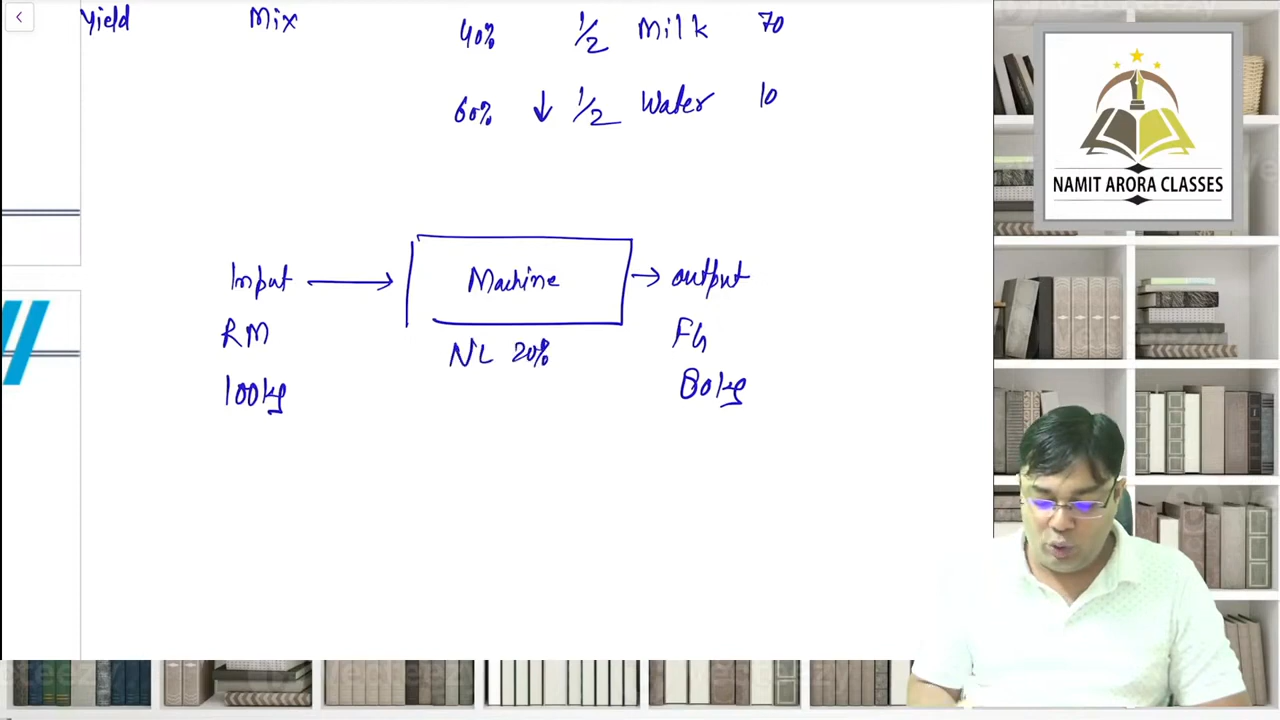 Yield Mix 40% 1/2 Milk 70
60% ↓ 1/2 Water 10
Input → Machine → output
RM NL 20% FG
100kg 80kg
NAMIT ARORA CLASSES